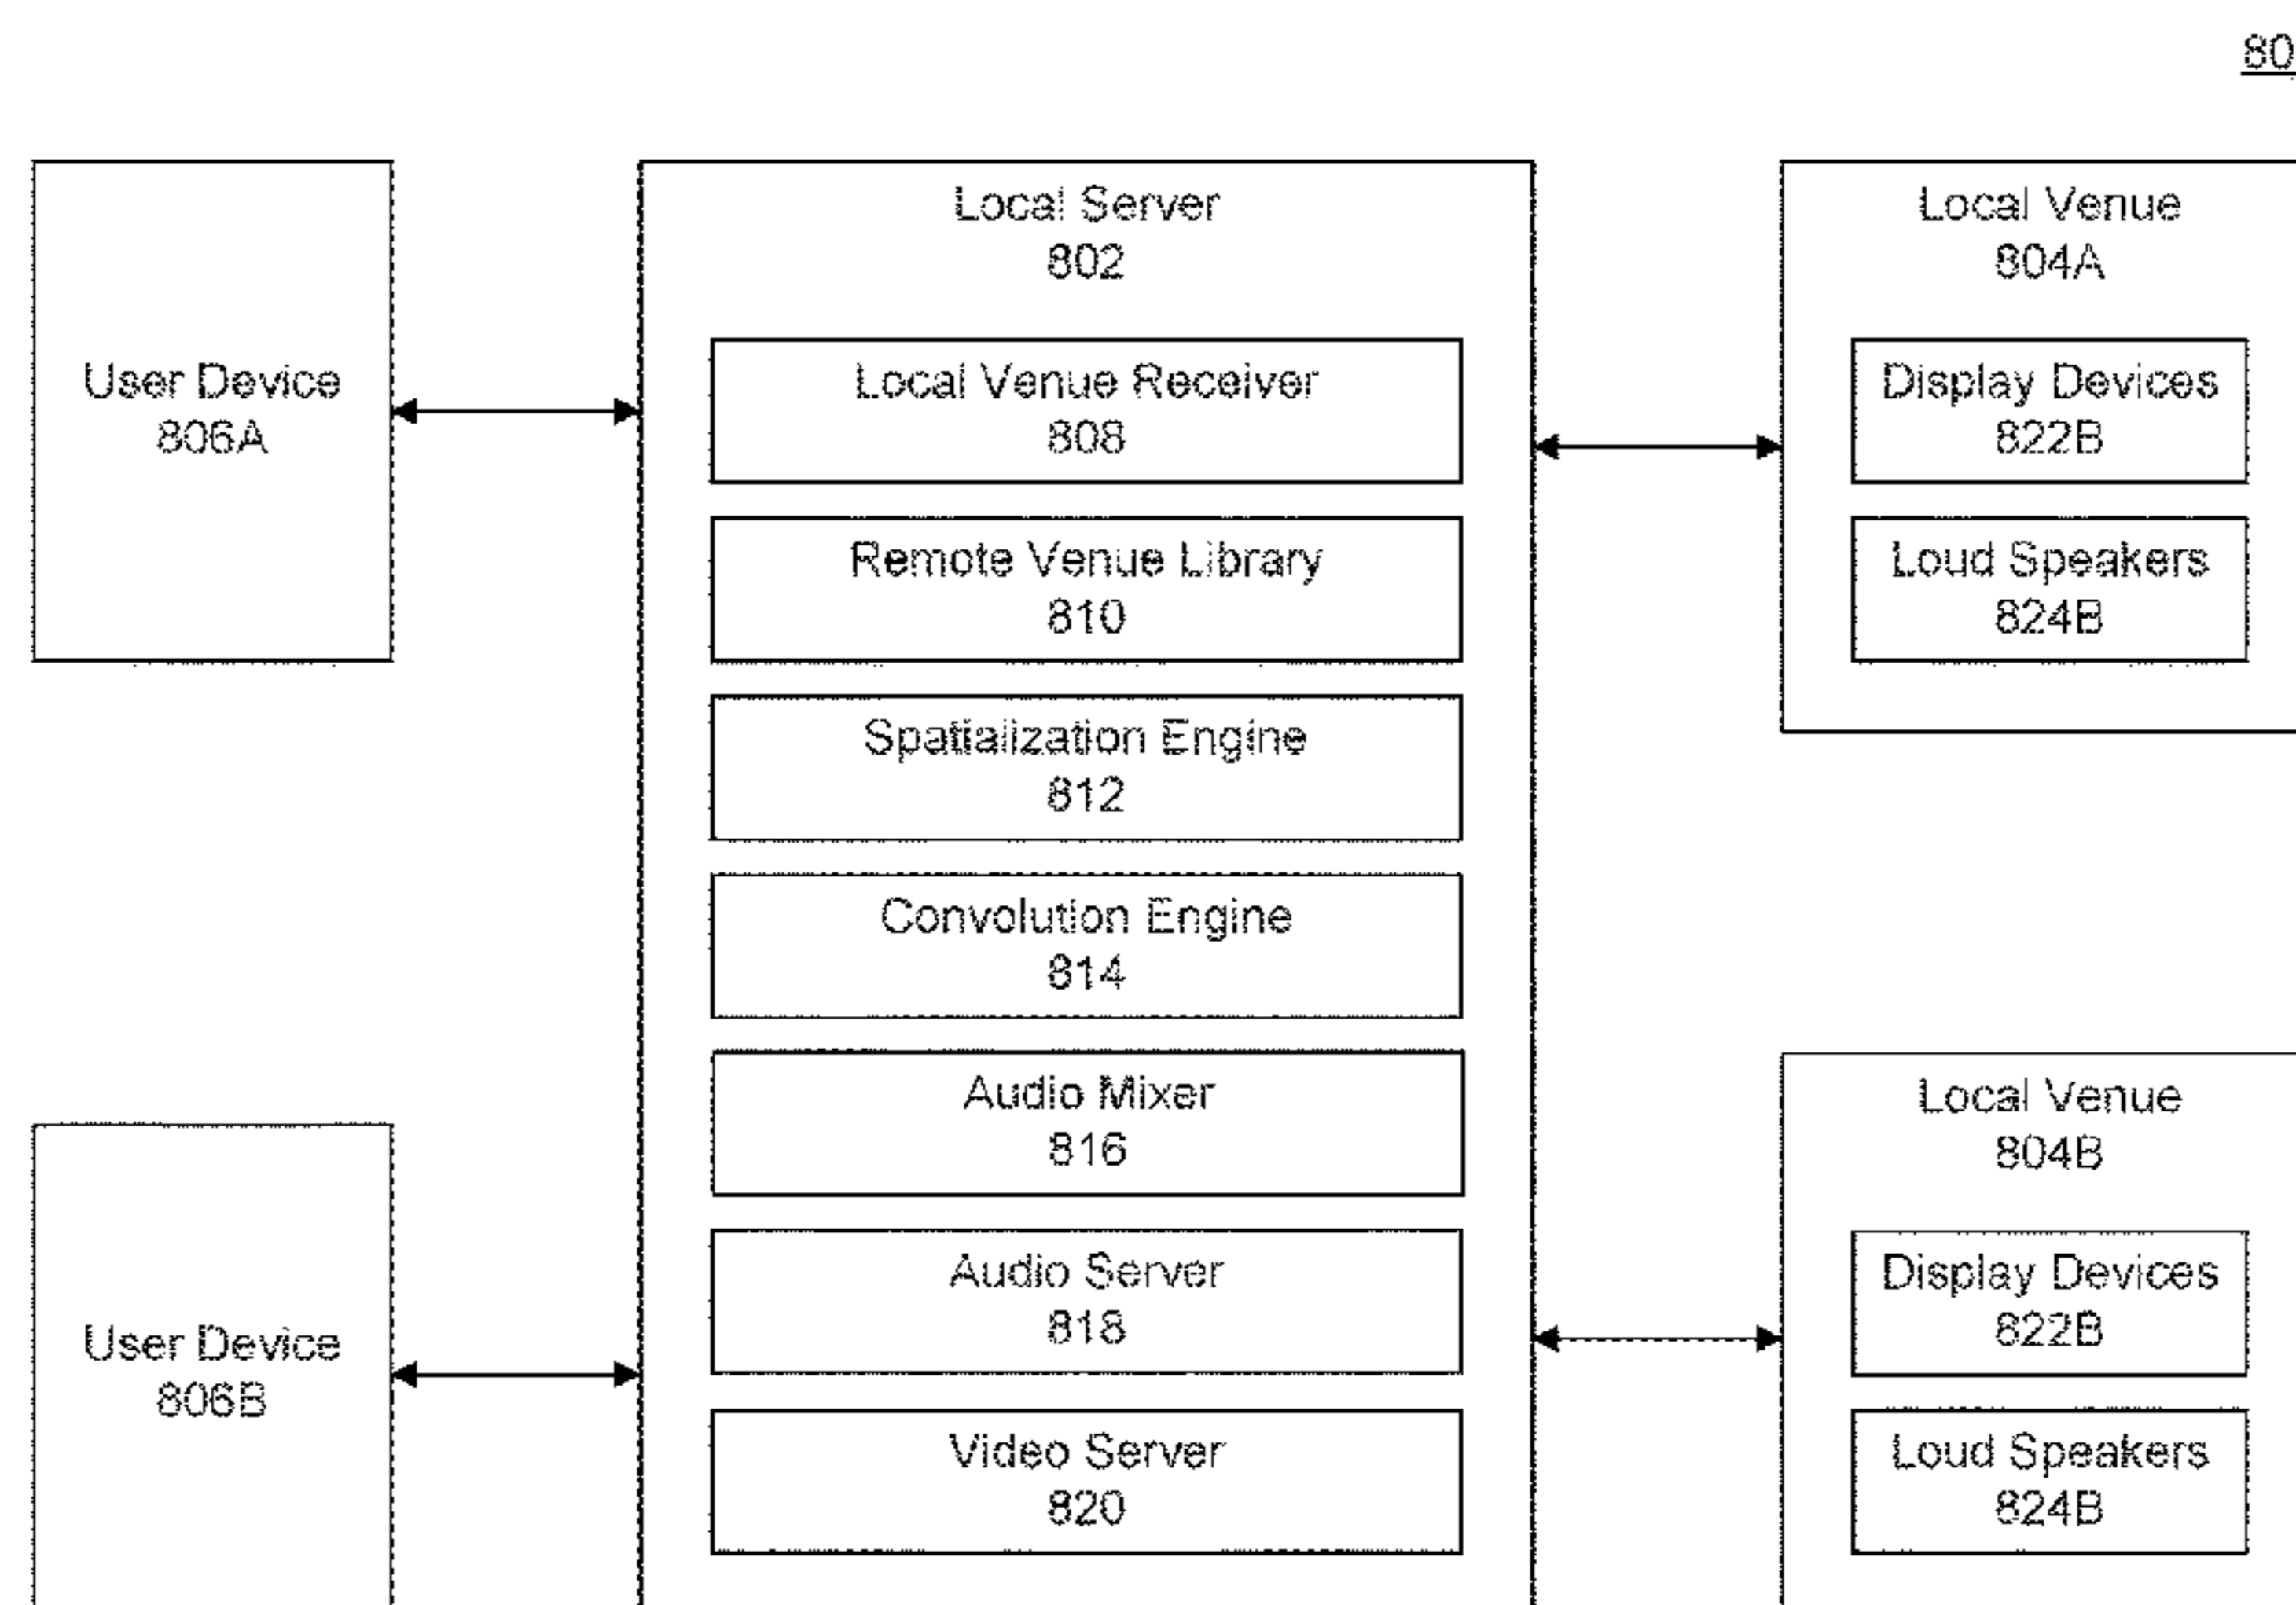 80
User Device
806A
User Device
806B
Local Server
802
Local Venue Receiver
808
Remote Venue Library
810
Spatialization Engine
812
Convolution Engine
814
Audio Mixer
816
Audio Server
818
Video Server
820
Local Venue
804A
Display Devices
822B
Loud Speakers
824B
Local Venue
804B
Display Devices
822B
Loud Speakers
824B